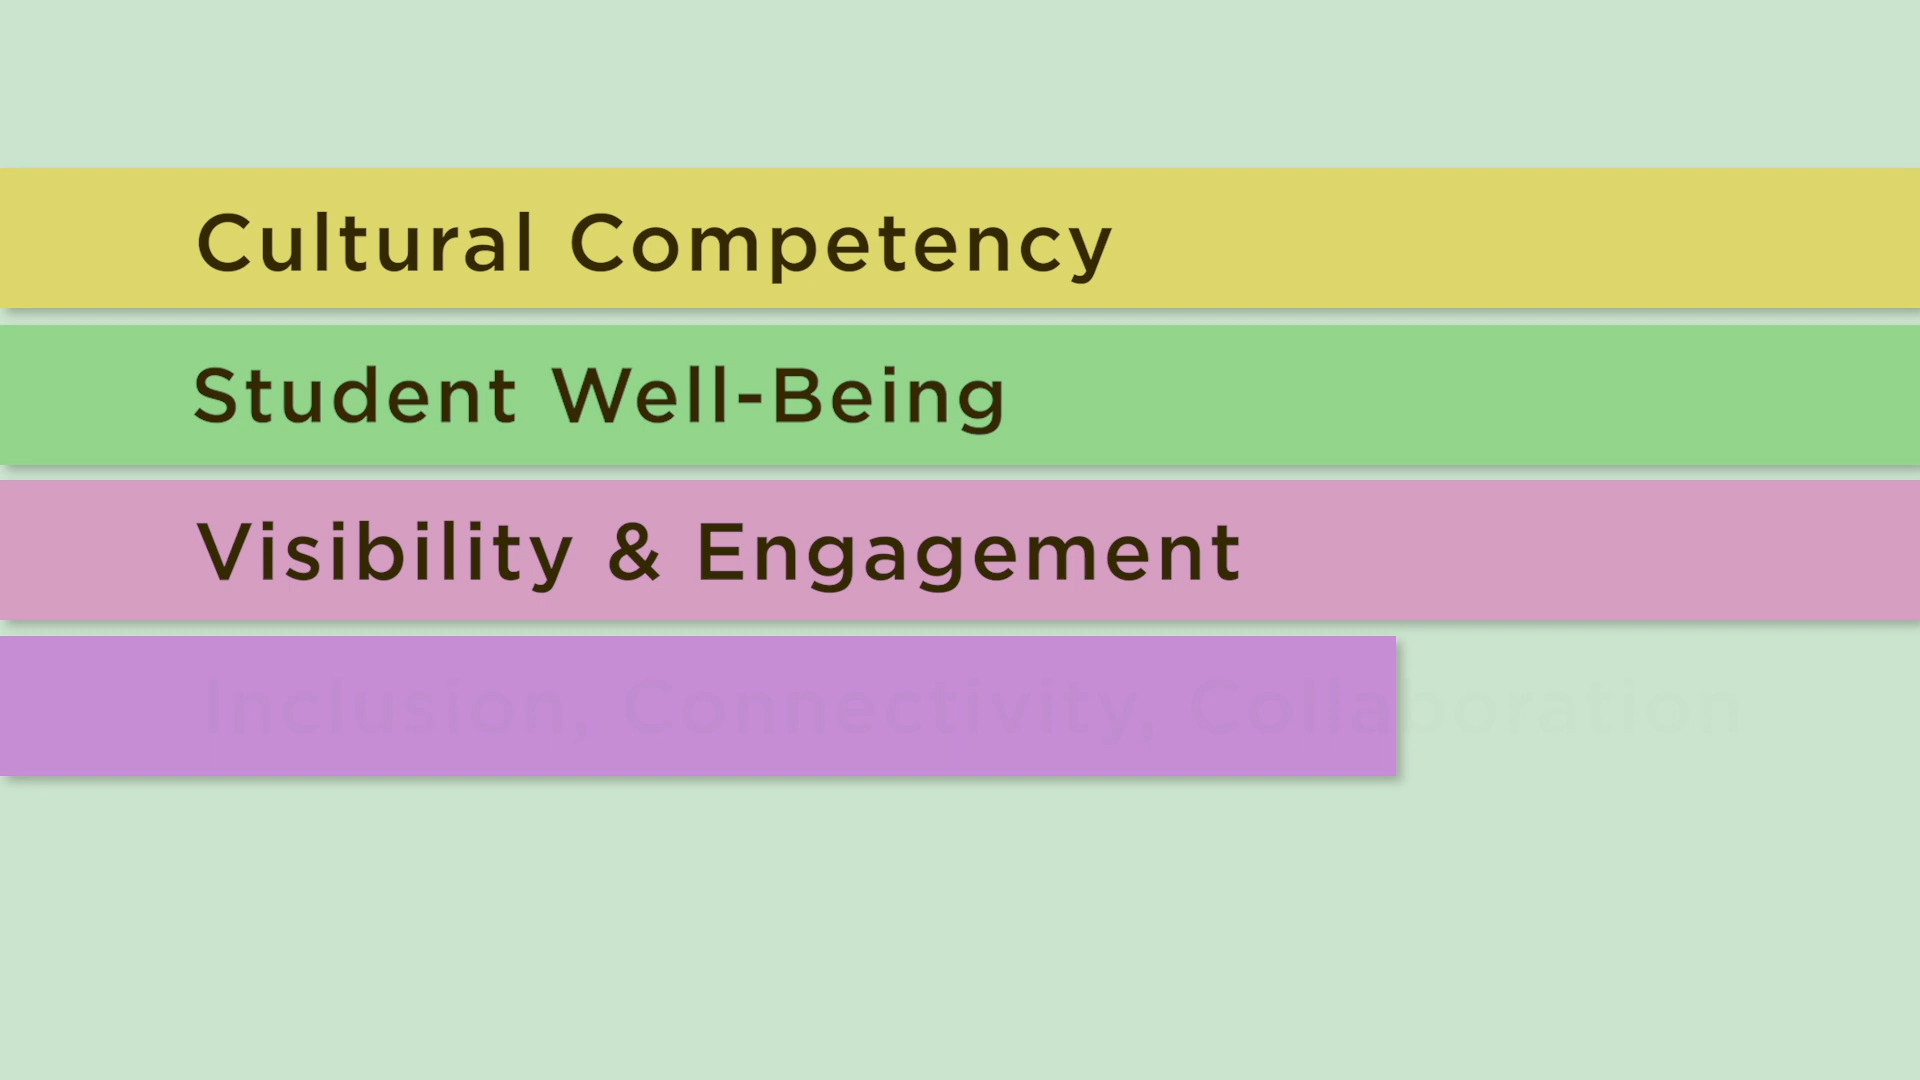 Cultural Competency
Student Well-Being
Visibility & Engagement
Inclusion, Connectivity, Collaboration